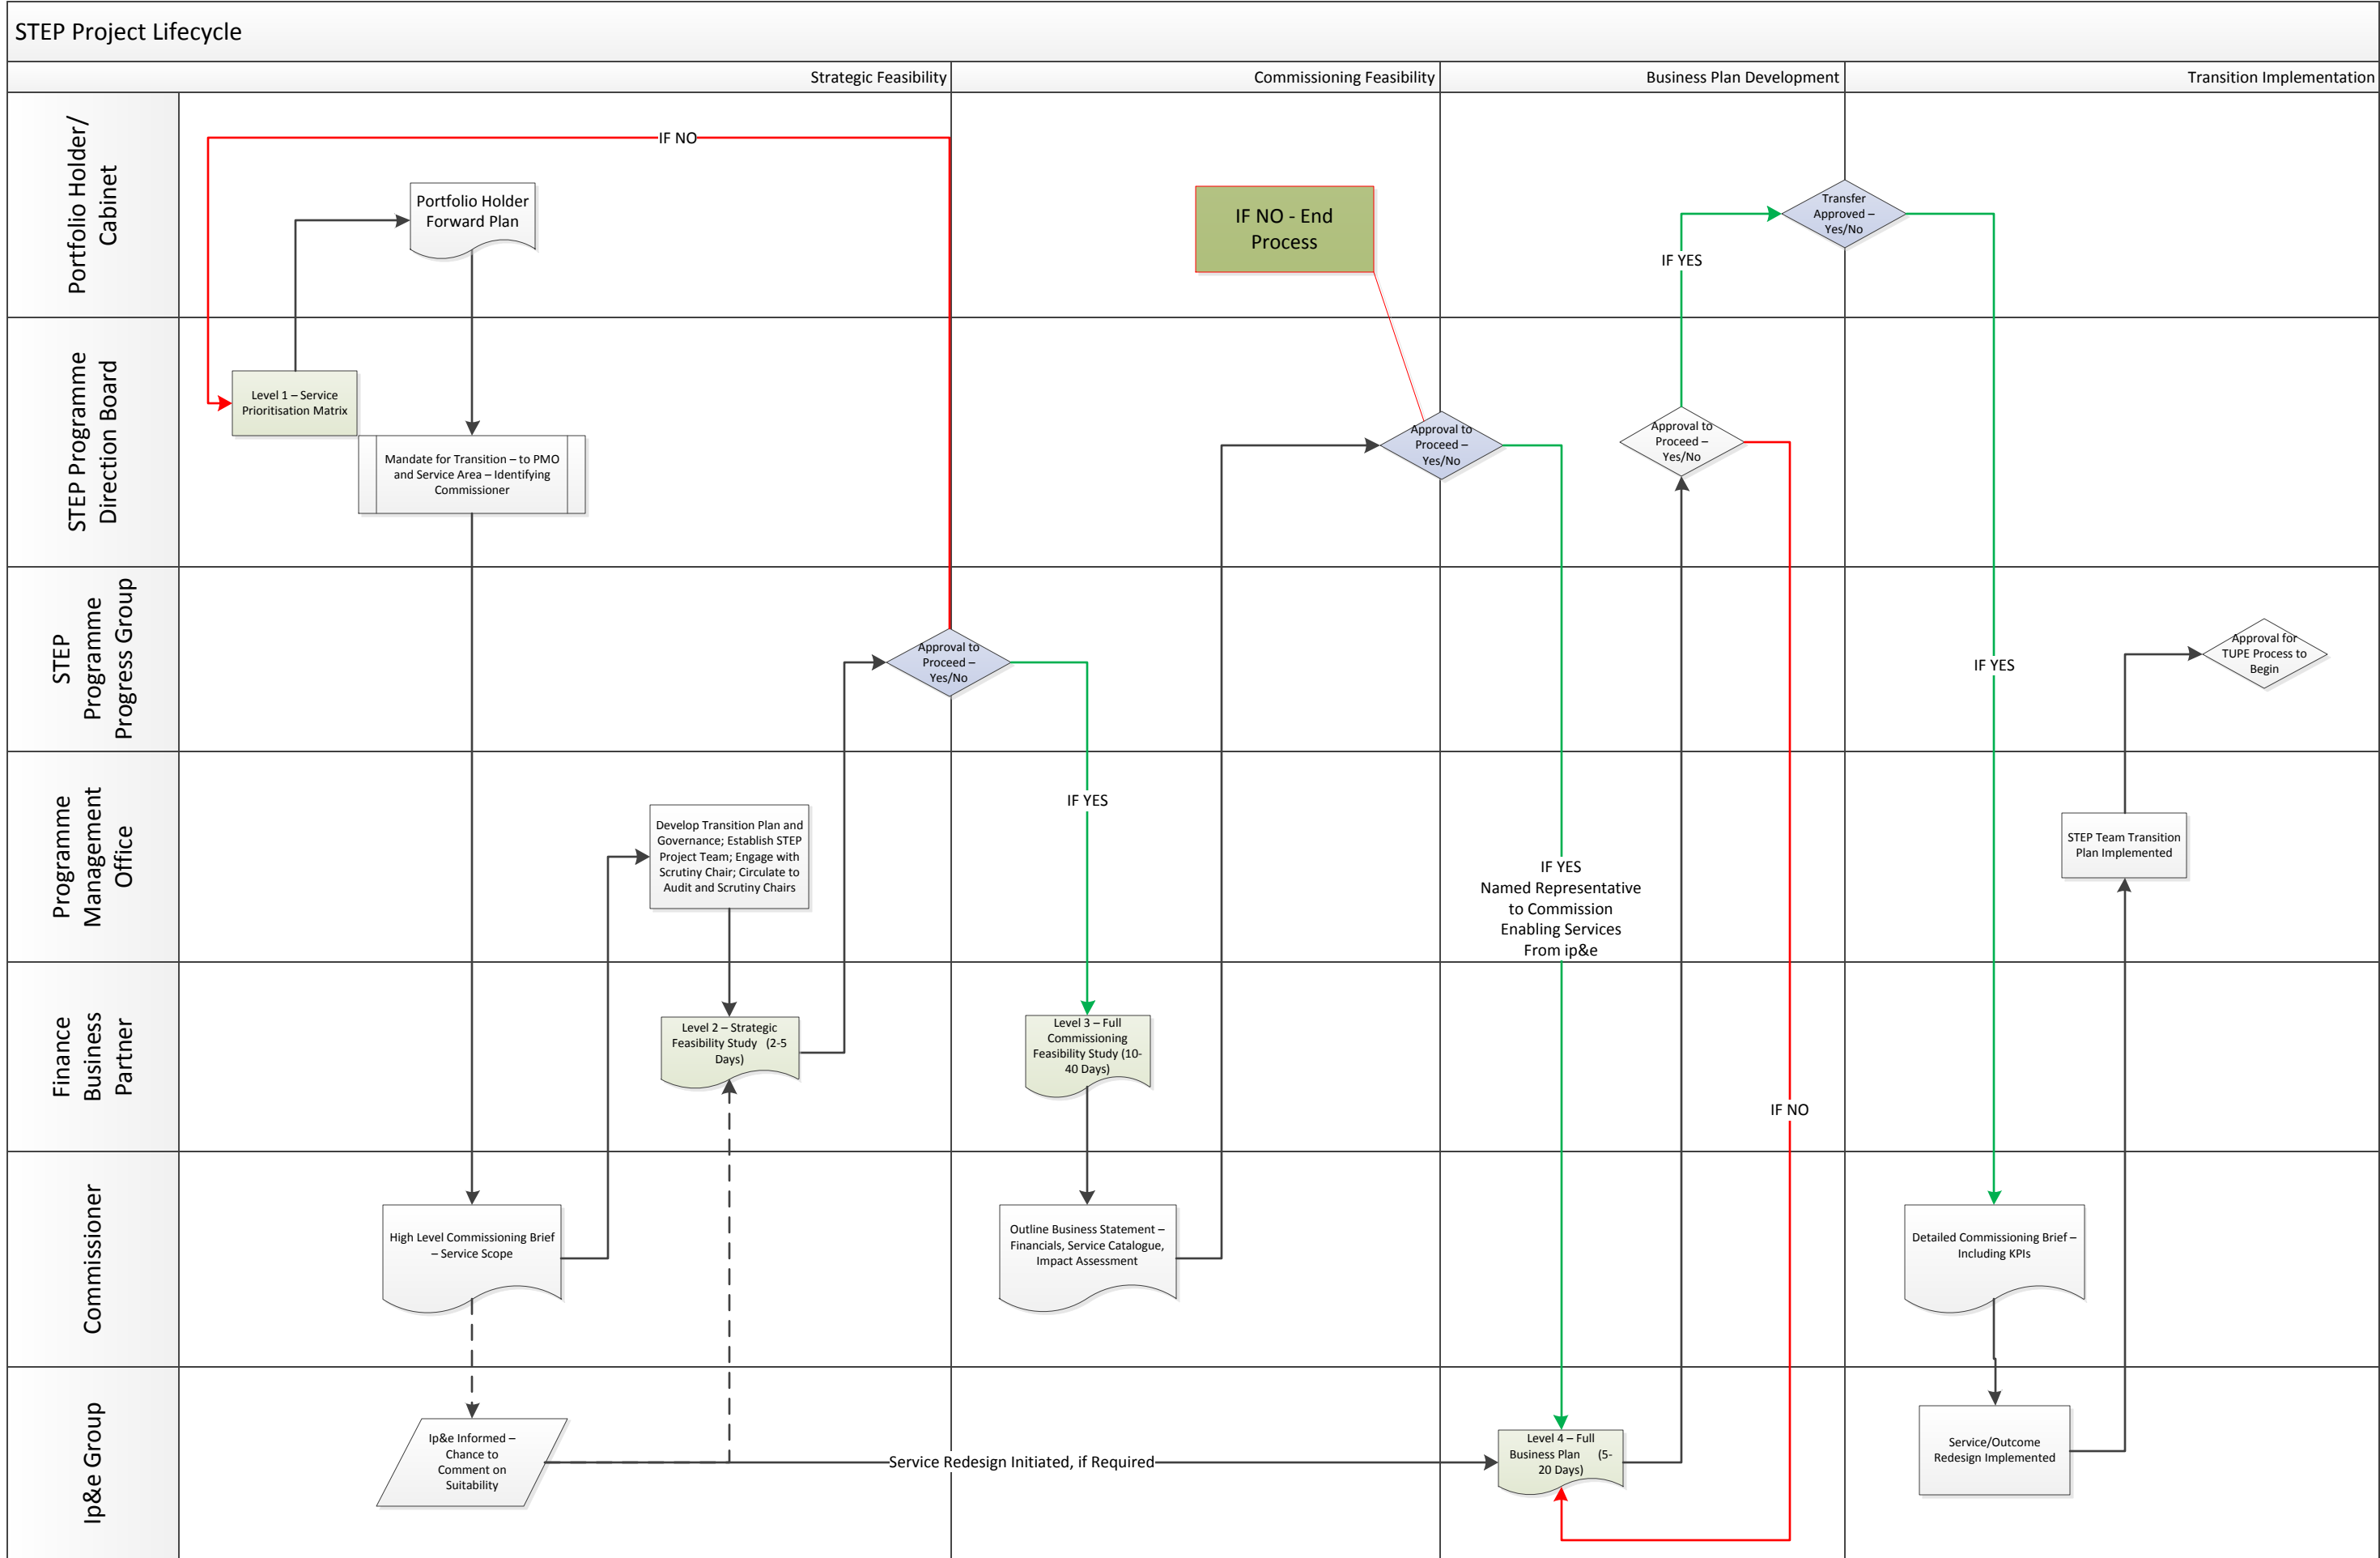 STEP Project Lifecycle
Strategic Feasibility
Commissioning Feasibility
Business Plan Development
Transition Implementation
Portfolio Holder/
Cabinet
IF NO
Portfolio Holder
Forward Plan
IF NO - End
Process
Transfer
Approved –
Yes/No
IF YES
STEP Programme
Direction Board
Level 1 – Service
Prioritisation Matrix
Mandate for Transition – to PMO
and Service Area – Identifying
Commissioner
Approval to
Proceed –
Yes/No
Approval to
Proceed –
Yes/No
STEP
Programme
Progress Group
Approval to
Proceed –
Yes/No
IF YES
Approval for
TUPE Process to
Begin
Programme
Management
Office
Develop Transition Plan and
Governance; Establish STEP
Project Team; Engage with
Scrutiny Chair; Circulate to
Audit and Scrutiny Chairs
IF YES
IF YES
Named Representative
to Commission
Enabling Services
From ip&e
STEP Team Transition
Plan Implemented
Finance
Business
Partner
Level 2 – Strategic
Feasibility Study (2-5
Days)
Level 3 – Full
Commissioning
Feasibility Study (10-
40 Days)
IF NO
Commissioner
High Level Commissioning Brief
– Service Scope
Outline Business Statement –
Financials, Service Catalogue,
Impact Assessment
Detailed Commissioning Brief –
Including KPIs
Ip&e Group
Ip&e Informed –
Chance to
Comment on
Suitability
Service Redesign Initiated, if Required
Level 4 – Full
Business Plan (5-
20 Days)
Service/Outcome
Redesign Implemented